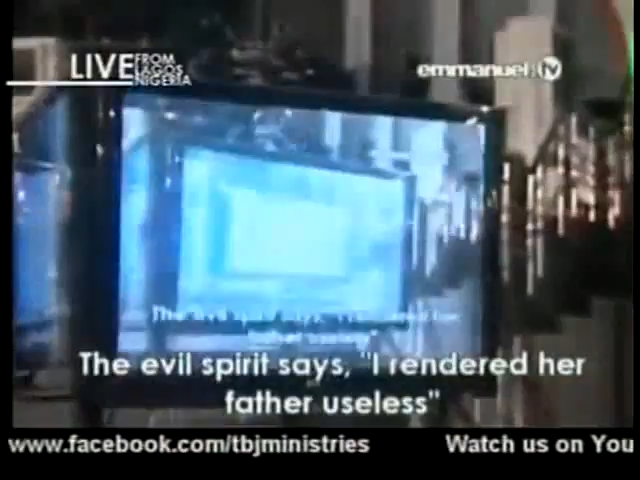 LIVE FROM LAGOS NIGERIA
emmanuel.tv
The evil spirit says, "I rendered her
father useless"
www.facebook.com/tbjministries Watch us on You